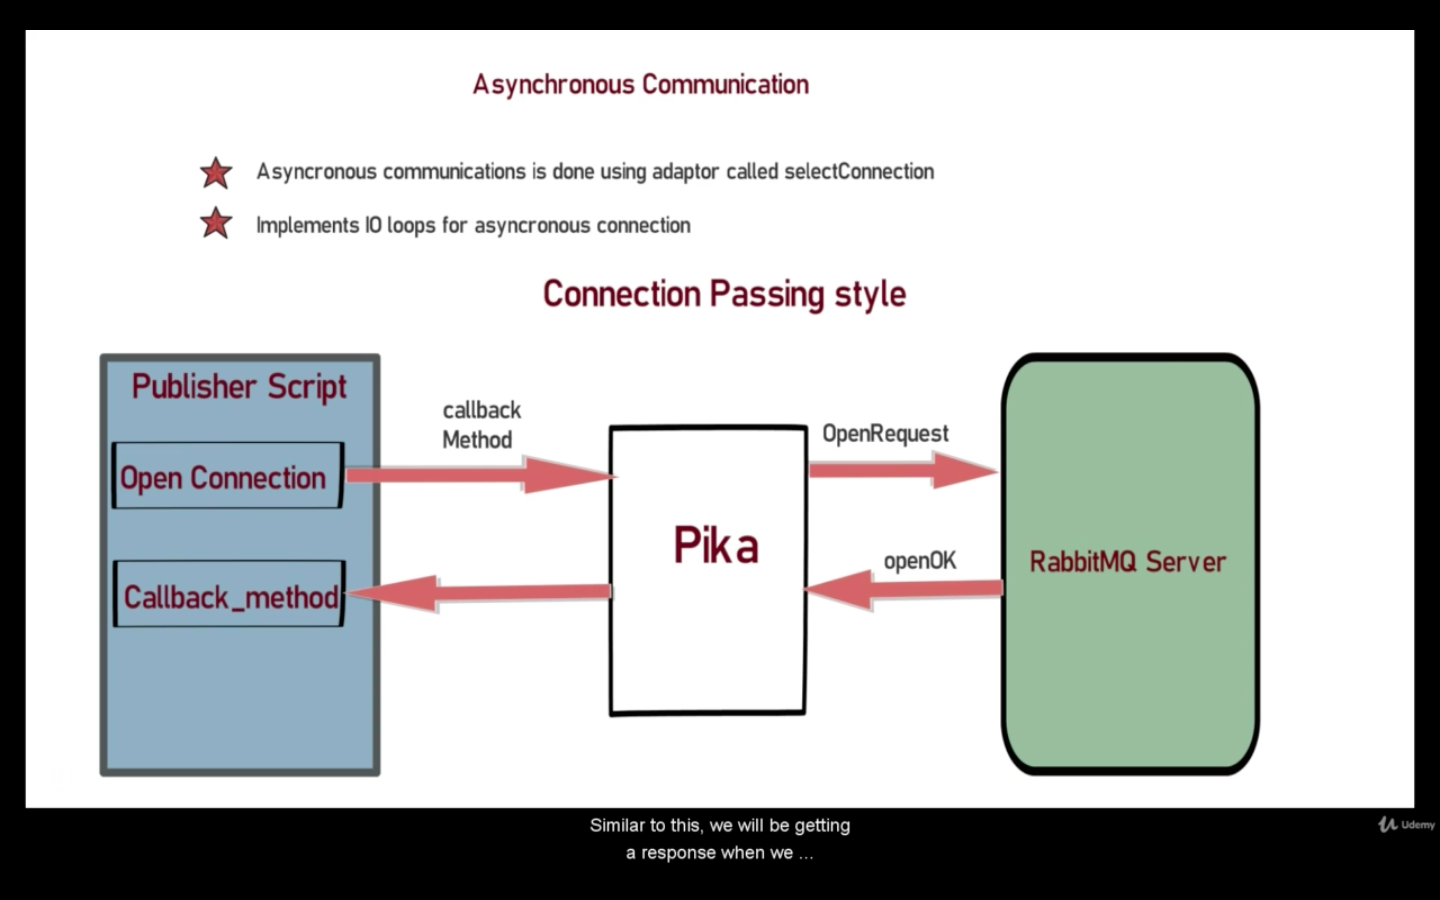 Asynchronous Communication
Asyncronous communications is done using adaptor called selectConnection
Implements IO loops for asyncronous connection
Connection Passing style
Publisher Script
Open Connection
Callback_method
callback
Method
Pika
OpenRequest
openOK
RabbitMQ Server
Similar to this, we will be getting
a response when we ...
Udemy